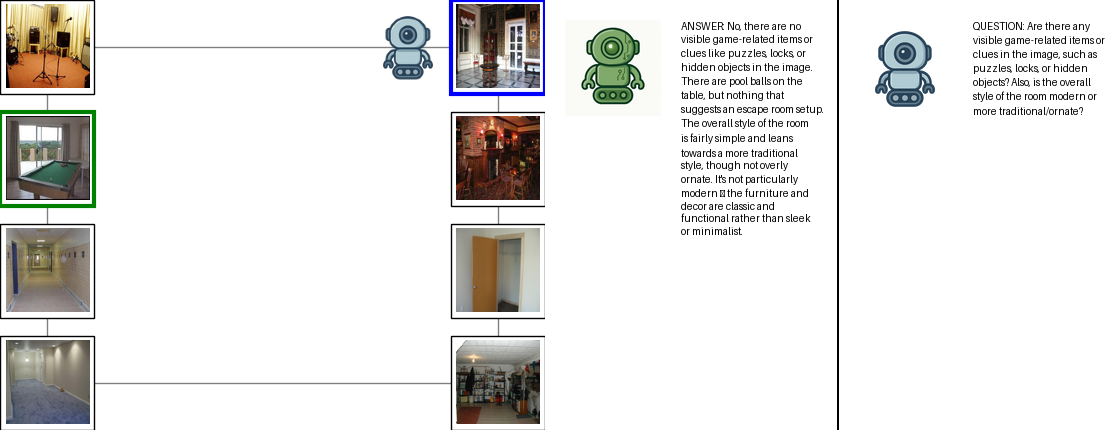 ANSWER: No, there are no
visible game-related items or
clues like puzzles, locks, or
hidden objects in the image.
There are pool balls on the
table, but nothing that
suggests an escape room setup.
The overall style of the room
is fairly simple and leans
towards a more traditional
style, though not overly
ornate. It's not particularly
modern the furniture and
decor are classic and
functional rather than sleek
or minimalist.
QUESTION: Are there any
visible game-related items or
clues in the image, such as
puzzles, locks, or hidden
objects? Also, is the overall
style of the room modern or
more traditional/ornate?